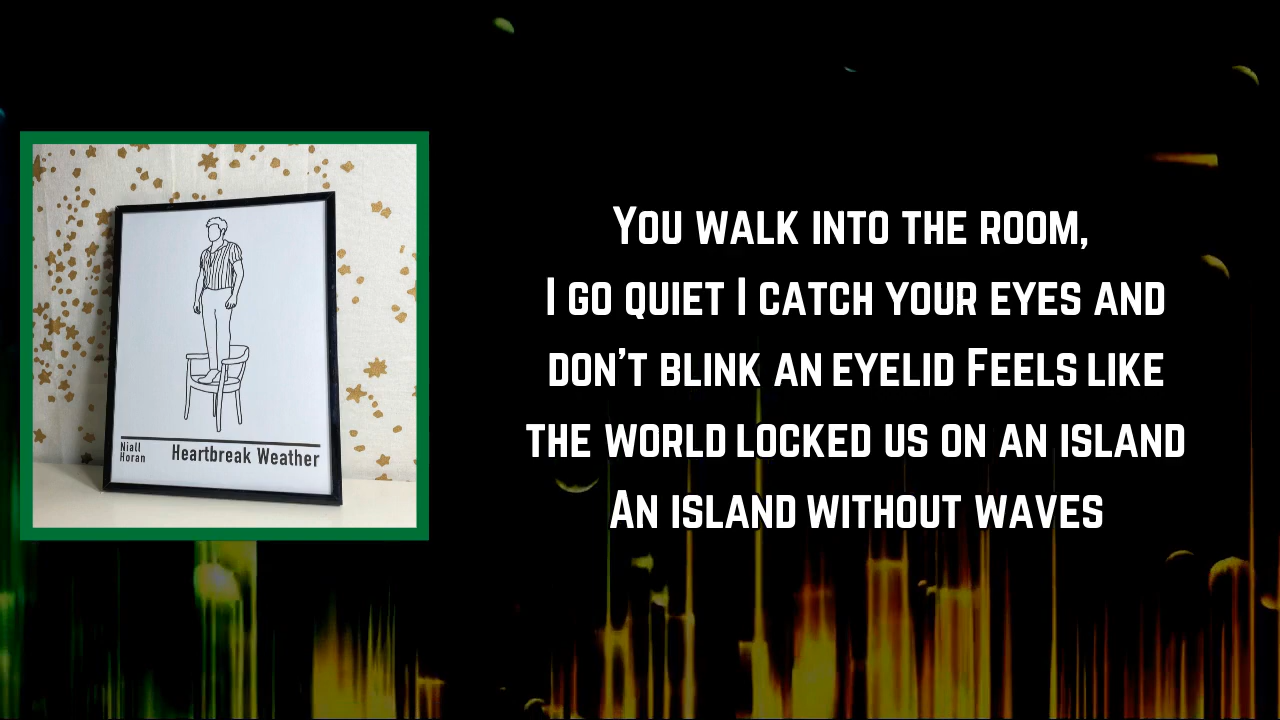 Niall
Horan
Heartbreak Weather
You walk into the room,
I go quiet I catch your eyes and
don't blink an eyelid Feels like
the world locked us on an island
An island without waves